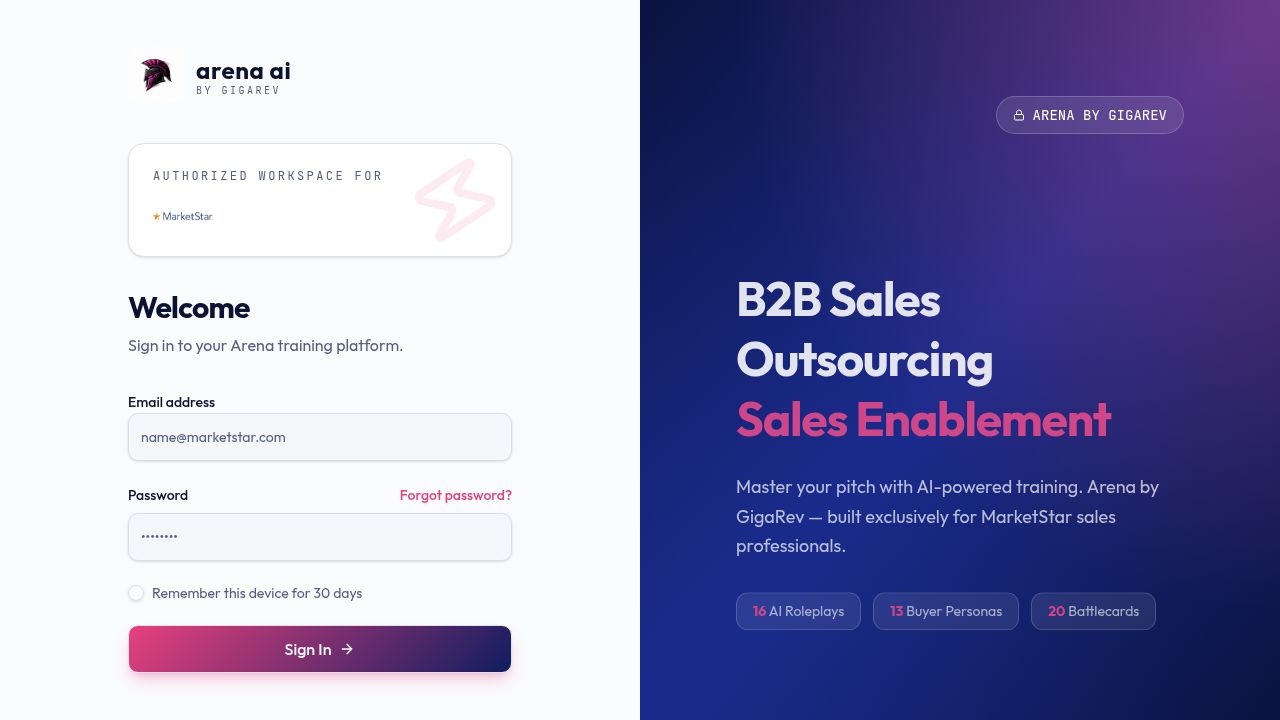 arena ai
BY GIGAREV
AUTHORIZED WORKSPACE FOR
MarketStar
Welcome
Sign in to your Arena training platform.
Email address
name@marketstar.com
Password
Forgot password?
••••••••
Remember this device for 30 days
Sign In →
ARENA BY GIGAREV
B2B Sales
Outsourcing
Sales Enablement
Master your pitch with AI-powered training. Arena by
GigaRev — built exclusively for MarketStar sales
professionals.
16 AI Roleplays
13 Buyer Personas
20 Battlecards